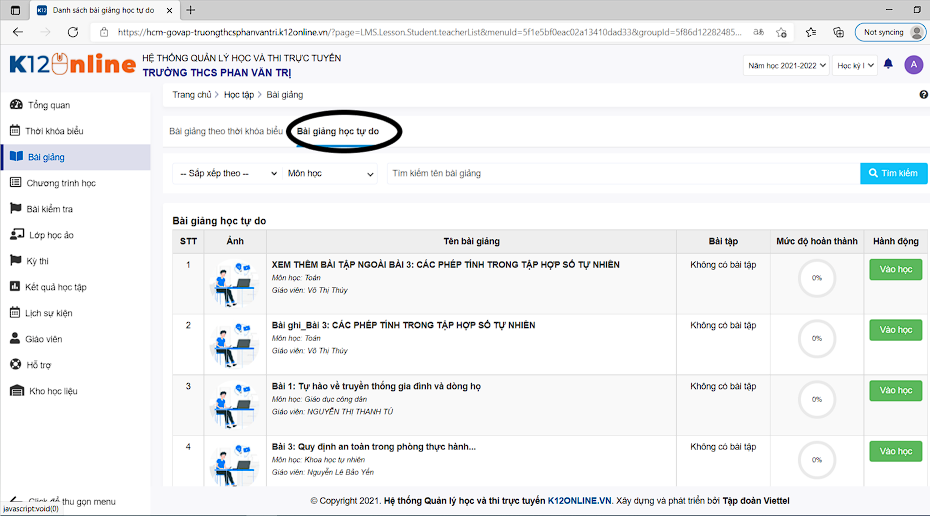 Danh sách bài giảng học tự do
https://hcm-govap-truongthcsphanvantri.k12online.vn/?page=LMS.Lesson.Student.teacherList&menuId=5f1e5bf0eac02a13410dad33&groupId=5f86d12282485...
Not syncing
K12Online
HỆ THỐNG QUẢN LÝ HỌC VÀ THI TRỰC TUYẾN
TRƯỜNG THCS PHAN VĂN TRỊ
Năm học 2021-2022
Học kỳ I
A
Tổng quan
Thời khóa biểu
Bài giảng
Chương trình học
Bài kiểm tra
Lớp học ảo
Kỳ thi
Kết quả học tập
Lịch sự kiện
Giáo viên
Hỗ trợ
Kho học liệu
Click để thu gọn menu
javascript:void(0)
Trang chủ > Học tập > Bài giảng
Bài giảng theo thời khóa biểu
Bài giảng học tự do
-- Sắp xếp theo --
Môn học
Tìm kiếm tên bài giảng
Tìm kiếm
Bài giảng học tự do
STT Ảnh Tên bài giảng Bài tập Mức độ hoàn thành Hành động
1 XEM THÊM BÀI TẬP NGOÀI BÀI 3: CÁC PHÉP TÍNH TRONG TẬP HỢP SỐ TỰ NHIÊN Không có bài tập 0% Vào học
Môn học: Toán
Giáo viên: Võ Thị Thúy
2 Bài ghi_Bài 3: CÁC PHÉP TÍNH TRONG TẬP HỢP SỐ TỰ NHIÊN Không có bài tập 0% Vào học
Môn học: Toán
Giáo viên: Võ Thị Thúy
3 Bài 1: Tự hào về truyền thống gia đình và dòng họ Không có bài tập 0% Vào học
Môn học: Giáo dục công dân
Giáo viên: NGUYỄN THỊ THANH TÚ
4 Bài 3: Quy định an toàn trong phòng thực hành... Không có bài tập 0% Vào học
Môn học: Khoa học tự nhiên
Giáo viên: Nguyễn Lê Bảo Yến
© Copyright 2021. Hệ thống Quản lý học và thi trực tuyến K12ONLINE.VN. Xây dựng và phát triển bởi Tập đoàn Viettel